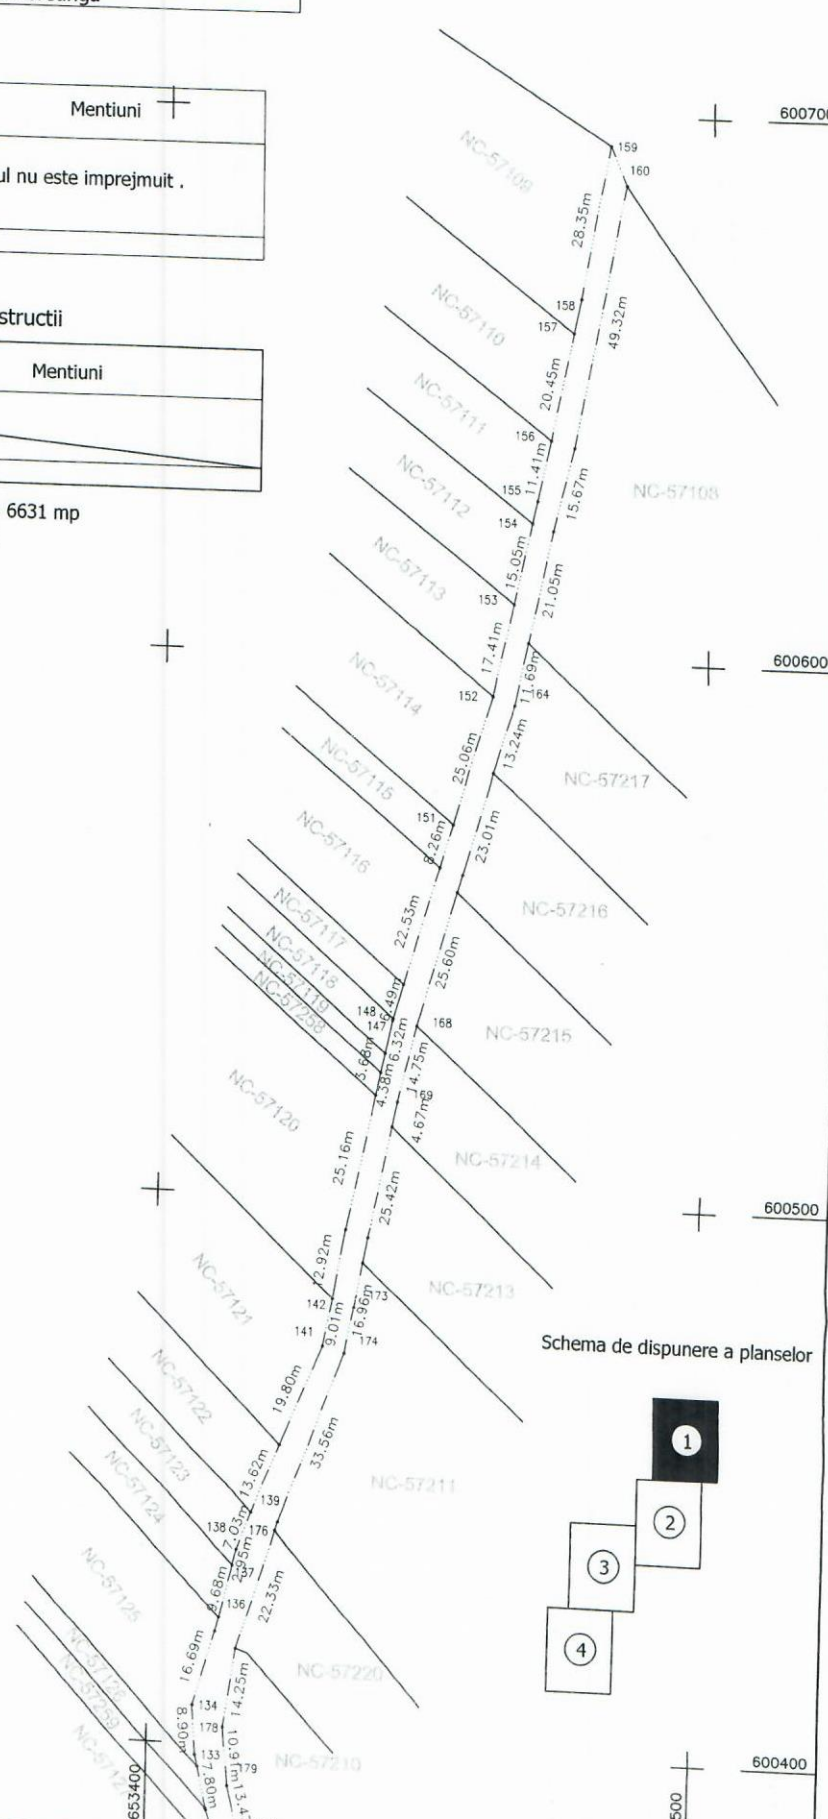 Mentiuni
ul nu este imprejmuit .
structii
Mentiuni
6631 mp
600700
159
160
NC-57109
28.35m
158
157
49.32m
NC-57110
20.45m
156
NC-57111
11.41m
155
15.67m
NC-57108
NC-57112
154
15.05m
21.05m
NC-57113
153
17.41m
600600
11.69m
164
152
NC-57114
13.24m
25.06m
NC-57217
NC-57115
151
8.26m
23.01m
NC-57116
NC-57216
22.53m
25.60m
NC-57117
NC-57118
6.49m
148
147
168
NC-57215
NC-57119
NC-57258
6.32m
3.68m
14.75m
4.38m
169
4.67m
NC-57120
25.16m
NC-57214
25.42m
600500
12.92m
NC-57121
142
173
NC-57213
9.01m
16.96m
141
174
Schema de dispunere a planselor
19.80m
NC-57122
33.56m
1
13.62m
NC-57123
139
NC-57211
NC-57124
138
7.03m
176
2
2.95m
137
9.68m
136
22.33m
3
NC-57125
16.69m
4
NC-57220
14.25m
NC-57126
134
8.90m
178
NC-57259
133
10.91m
179
NC-57210
600400
7.80m
653400
500